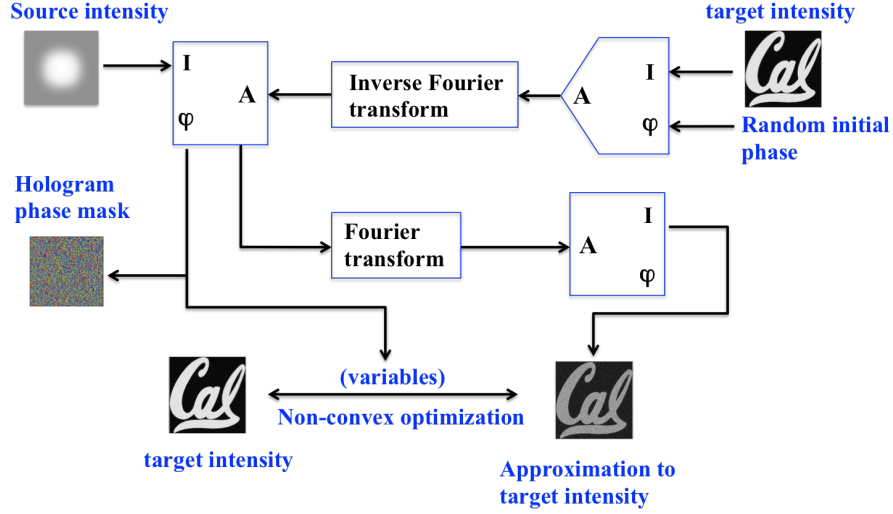 Source intensity
target intensity
I
A
φ
Inverse Fourier
transform
A
I
φ
Cal
Random initial
phase
Hologram
phase mask
Fourier
transform
A
I
φ
Cal
(variables)
Non-convex optimization
Cal
target intensity
Approximation to
target intensity